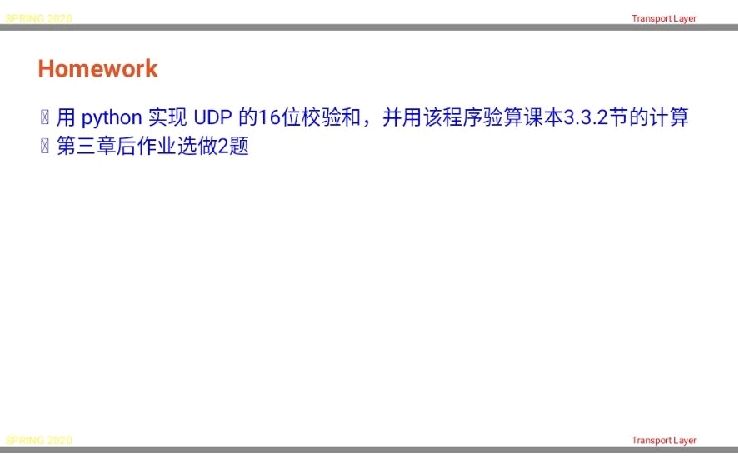 SPRING 2020
Transport Layer
Homework
用 python 实现 UDP 的16位校验和，并用该程序验算课本3.3.2节的计算
第三章后作业选做2题
SPRING 2020
Transport Layer